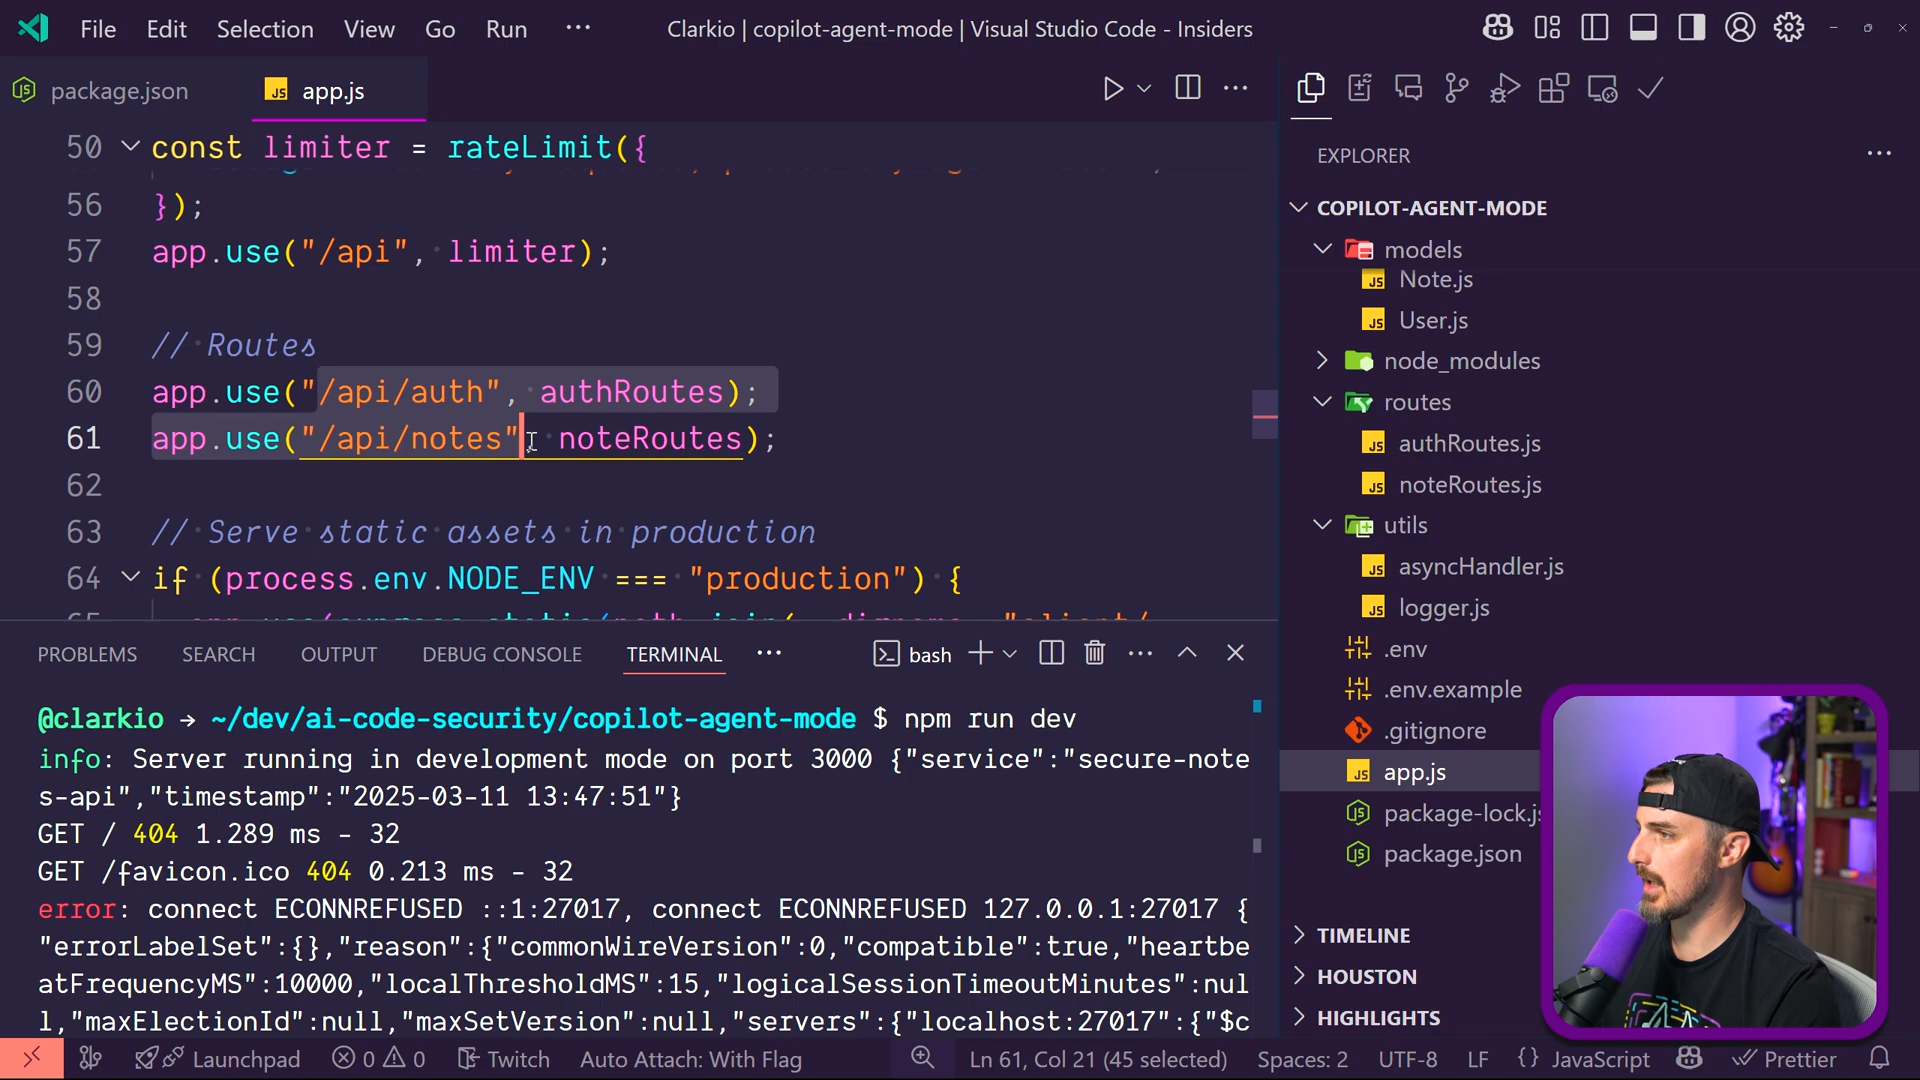 File Edit Selection View Go Run ···
Clarkio | copilot-agent-mode | Visual Studio Code - Insiders
package.json
JS app.js
50 const limiter = rateLimit({
56 });
57 app.use("/api", limiter);
58
59 // Routes
60 app.use("/api/auth", authRoutes);
61 app.use("/api/notes", noteRoutes);
62
63 // Serve static assets in production
64 if (process.env.NODE_ENV === "production") {
PROBLEMS SEARCH OUTPUT DEBUG CONSOLE TERMINAL ··· bash
@clarkio → ~/dev/ai-code-security/copilot-agent-mode $ npm run dev
info: Server running in development mode on port 3000 {"service":"secure-note
s-api","timestamp":"2025-03-11 13:47:51"}
GET / 404 1.289 ms - 32
GET /favicon.ico 404 0.213 ms - 32
error: connect ECONNREFUSED ::1:27017, connect ECONNREFUSED 127.0.0.1:27017 {
"errorLabelSet":{},"reason":{"commonWireVersion":0,"compatible":true,"heartbe
atFrequencyMS":10000,"localThresholdMS":15,"logicalSessionTimeoutMinutes":nul
l,"maxElectionId":null,"maxSetVersion":null,"servers":{"localhost:27017":{"$c
EXPLORER
COPILOT-AGENT-MODE
models
JS Note.js
JS User.js
node_modules
routes
JS authRoutes.js
JS noteRoutes.js
utils
JS asyncHandler.js
JS logger.js
.env
.env.example
.gitignore
JS app.js
package-lock.js
package.json
TIMELINE
HOUSTON
HIGHLIGHTS
Launchpad 0 0 Twitch Auto Attach: With Flag Ln 61, Col 21 (45 selected) Spaces: 2 UTF-8 LF {} JavaScript Prettier